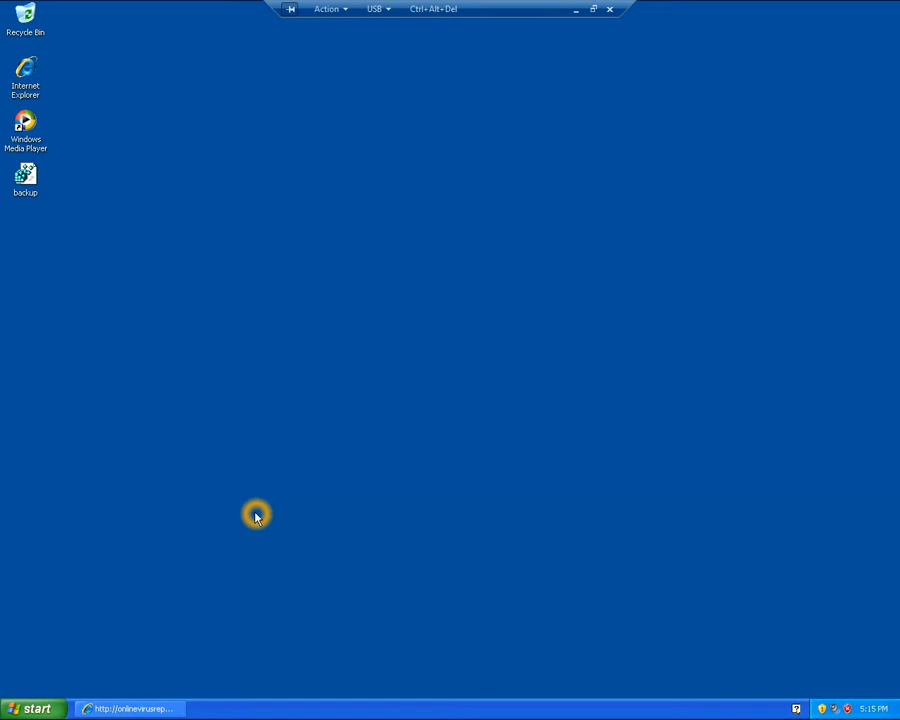 Action USB Ctrl+Alt+Del
Recycle Bin
Internet
Explorer
Windows
Media Player
backup
start http://onlinevirusrep... 5:15 PM